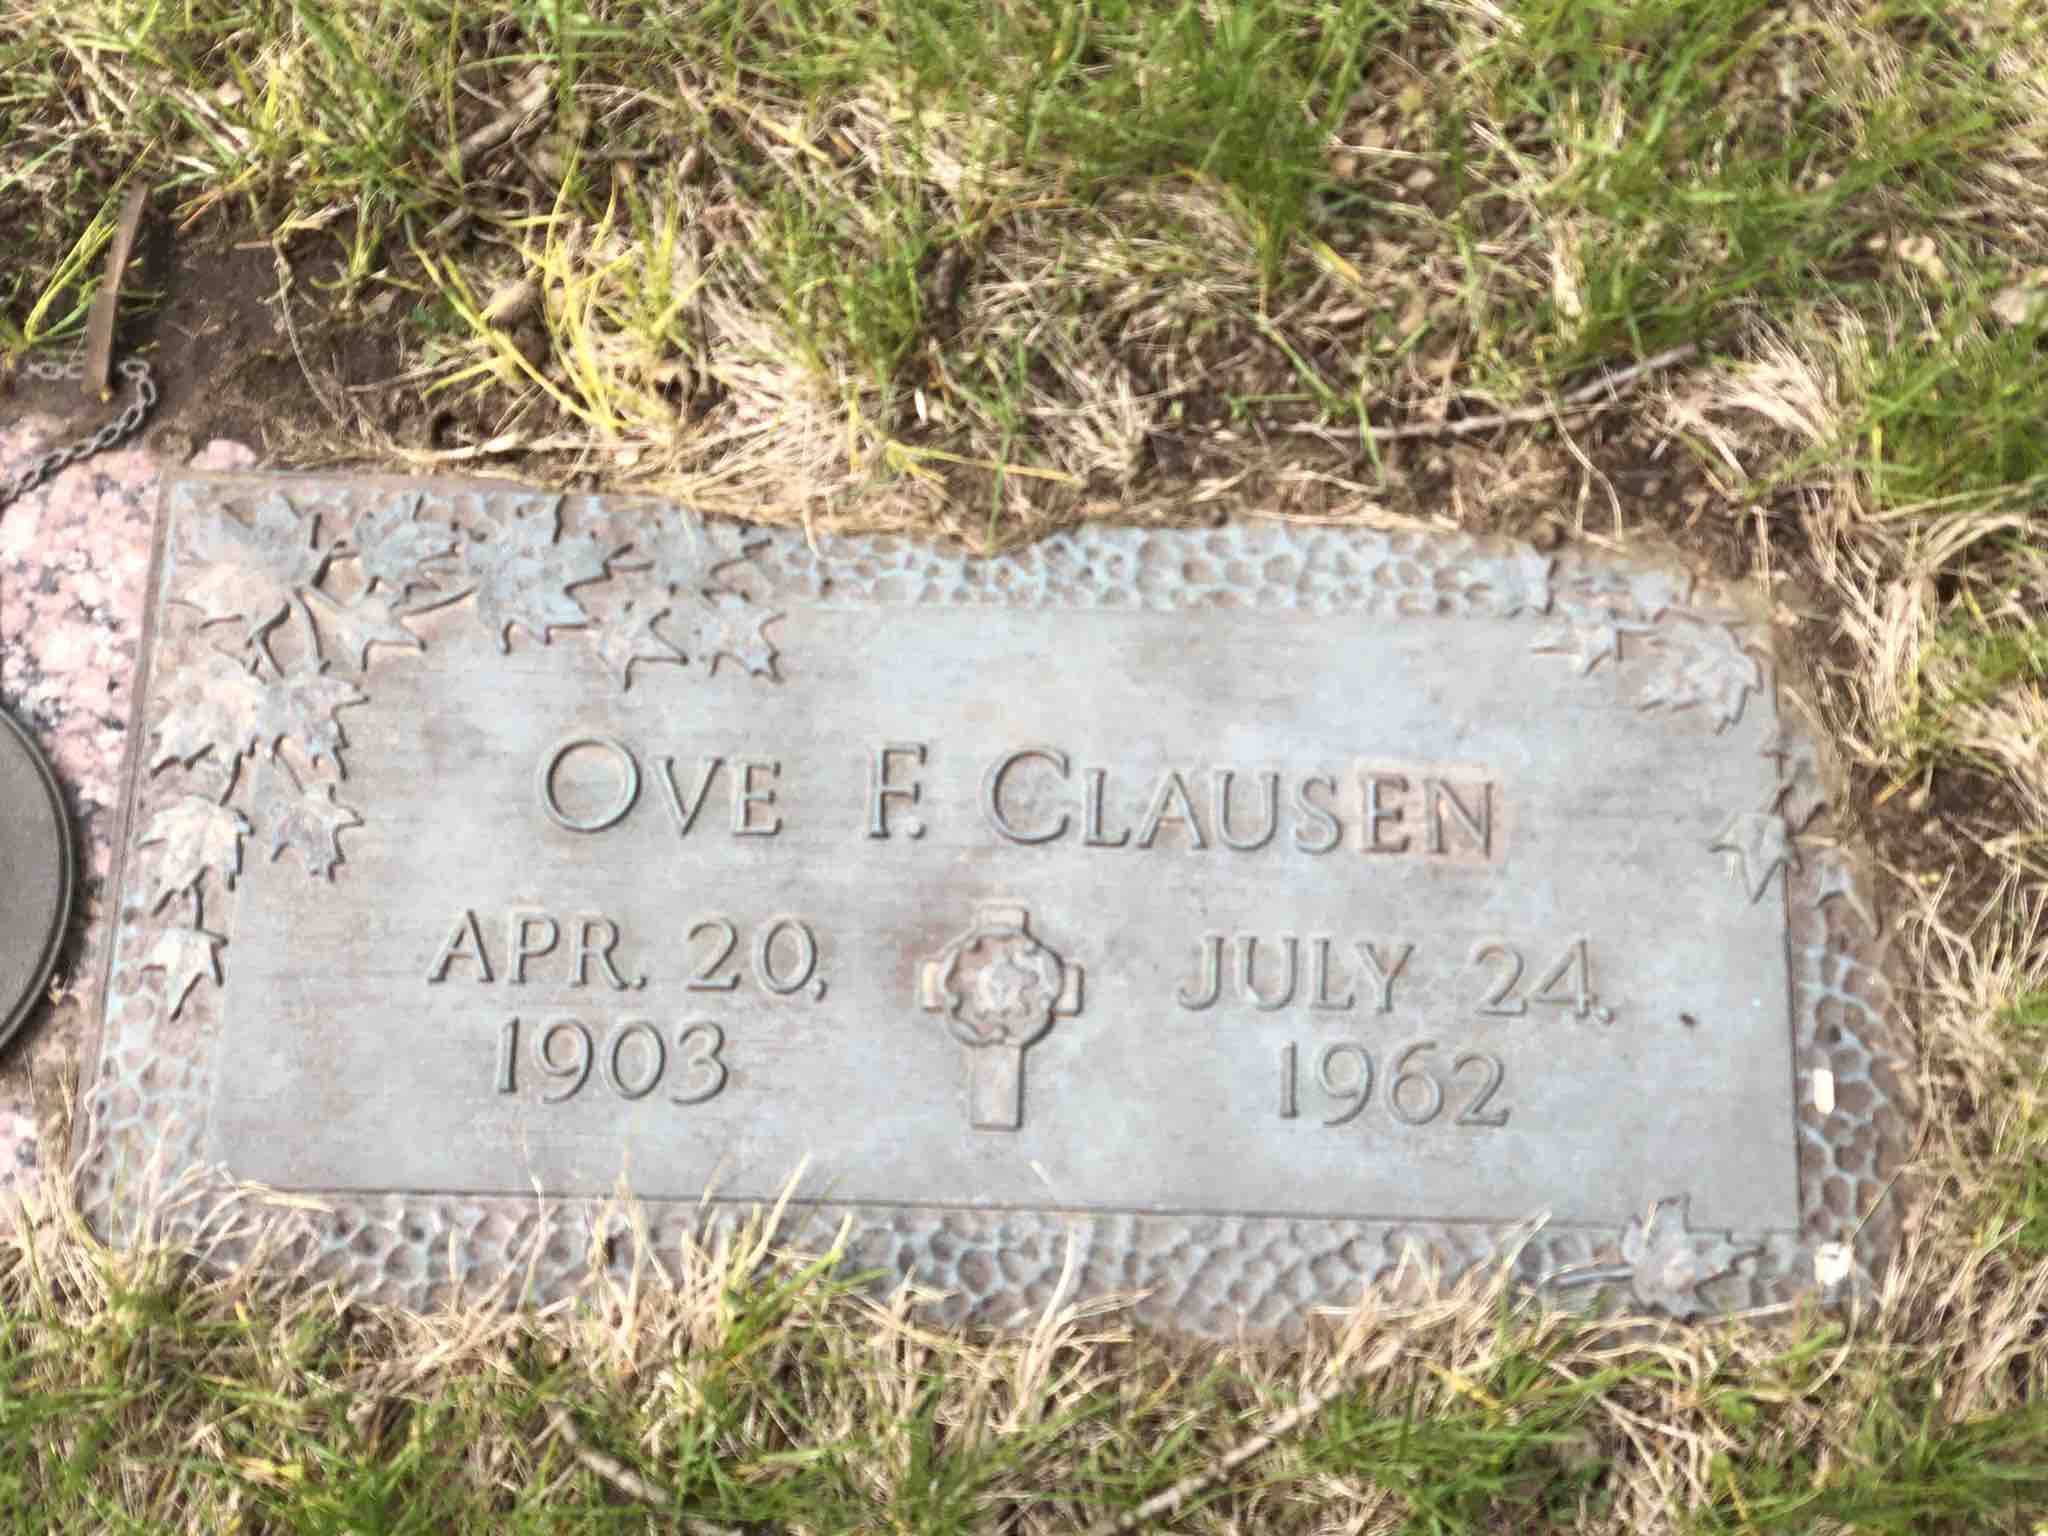 OVE F. CLAUSEN
APR. 20, JULY 24,
1903 1962